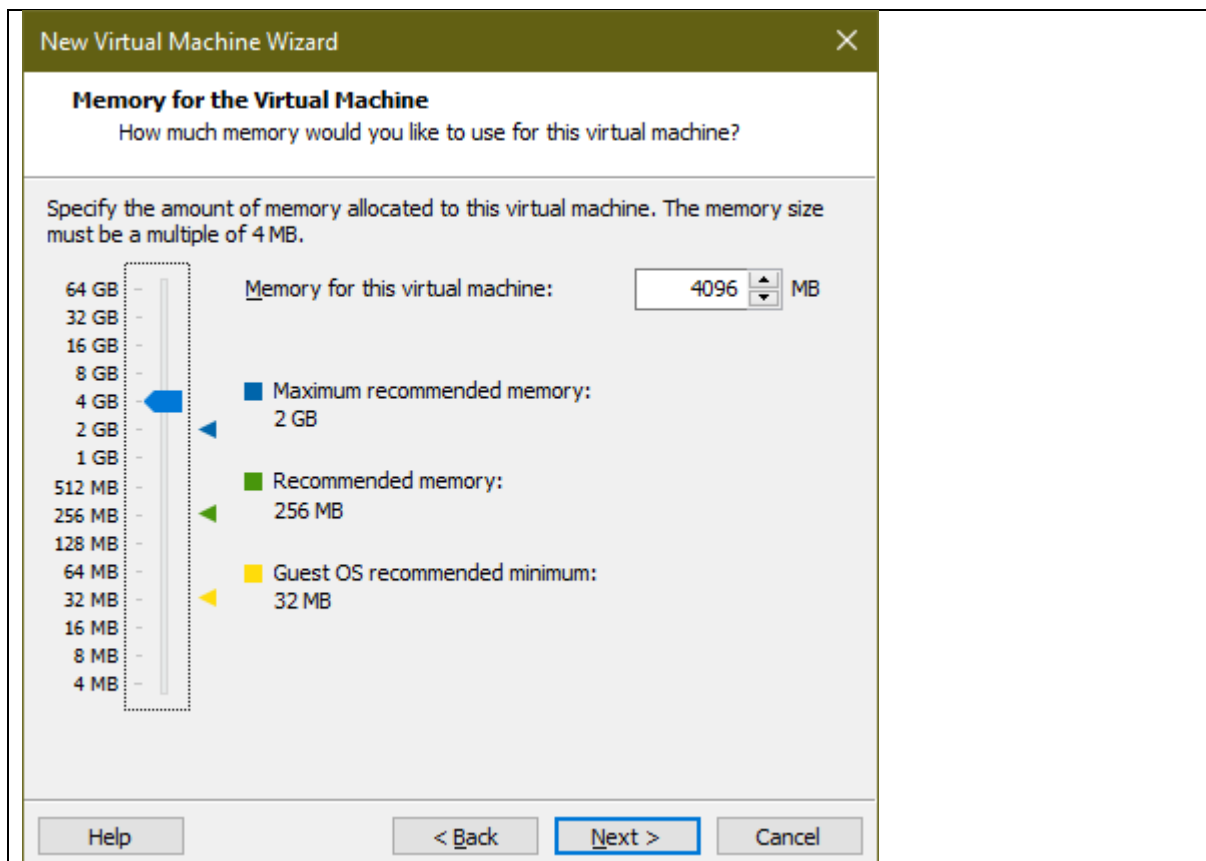 New Virtual Machine Wizard
Memory for the Virtual Machine
How much memory would you like to use for this virtual machine?
Specify the amount of memory allocated to this virtual machine. The memory size
must be a multiple of 4 MB.
64 GB
Memory for this virtual machine: 4096 MB
32 GB
16 GB
8 GB
4 GB
2 GB
1 GB
512 MB
256 MB
128 MB
64 MB
32 MB
16 MB
8 MB
4 MB
Maximum recommended memory:
2 GB
Recommended memory:
256 MB
Guest OS recommended minimum:
32 MB
Help
< Back
Next >
Cancel